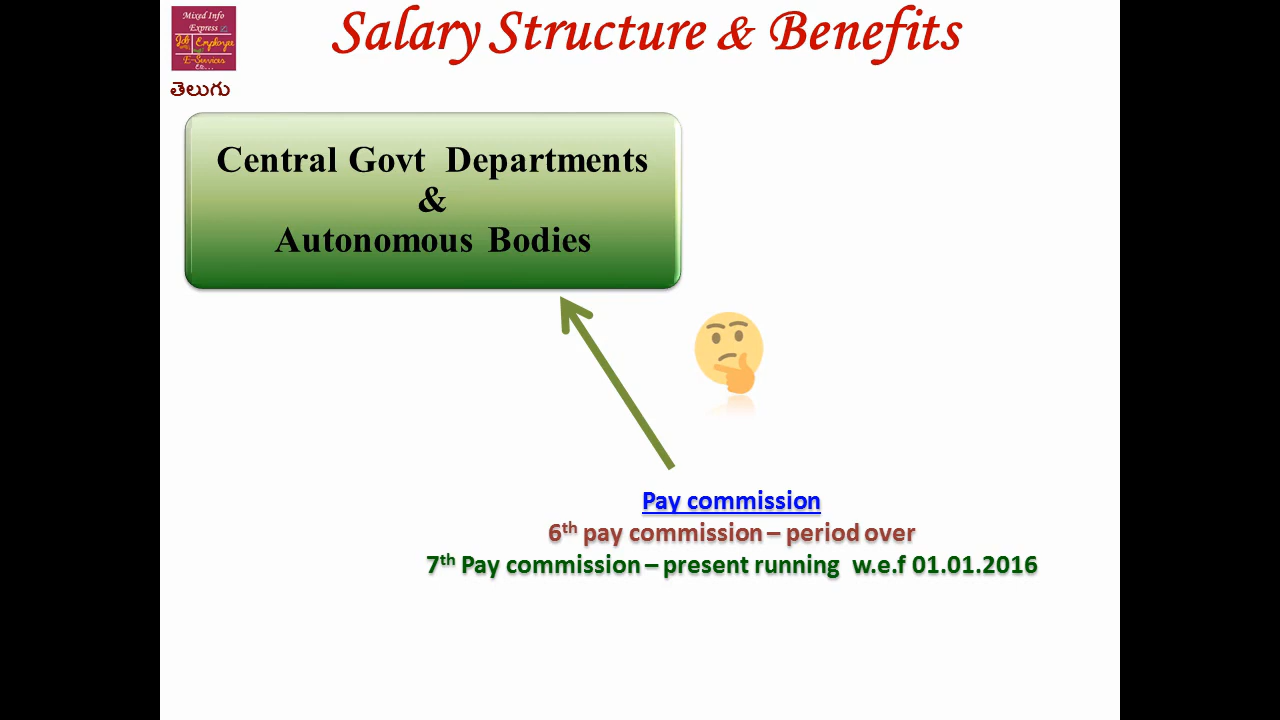 Mixed Info
Express
Job
Employee
E-Services
తెలుగు
Salary Structure & Benefits
Central Govt Departments
&
Autonomous Bodies
Pay commission
6th pay commission – period over
7th Pay commission – present running w.e.f 01.01.2016